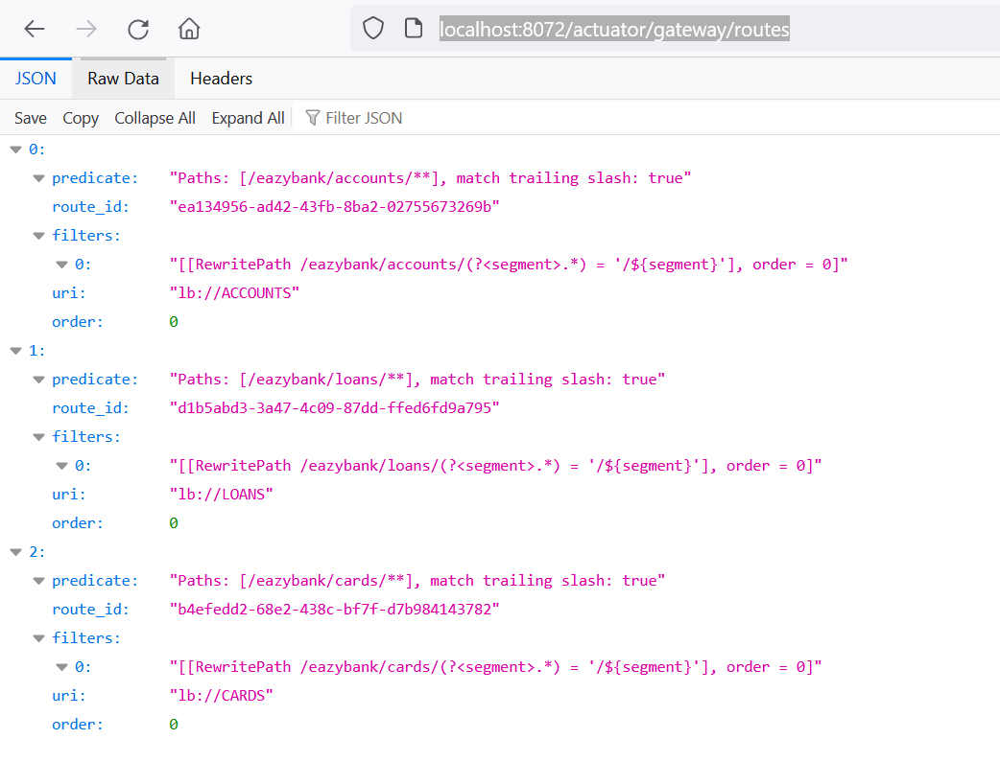 localhost:8072/actuator/gateway/routes
JSON Raw Data Headers
Save Copy Collapse All Expand All Filter JSON
0:
predicate: "Paths: [/eazybank/accounts/**], match trailing slash: true"
route_id: "ea134956-ad42-43fb-8ba2-02755673269b"
filters:
0: "[[RewritePath /eazybank/accounts/(?<segment>.*) = '/${segment}'], order = 0]"
uri: "lb://ACCOUNTS"
order: 0
1:
predicate: "Paths: [/eazybank/loans/**], match trailing slash: true"
route_id: "d1b5abd3-3a47-4c09-87dd-ffed6fd9a795"
filters:
0: "[[RewritePath /eazybank/loans/(?<segment>.*) = '/${segment}'], order = 0]"
uri: "lb://LOANS"
order: 0
2:
predicate: "Paths: [/eazybank/cards/**], match trailing slash: true"
route_id: "b4efedd2-68e2-438c-bf7f-d7b984143782"
filters:
0: "[[RewritePath /eazybank/cards/(?<segment>.*) = '/${segment}'], order = 0]"
uri: "lb://CARDS"
order: 0